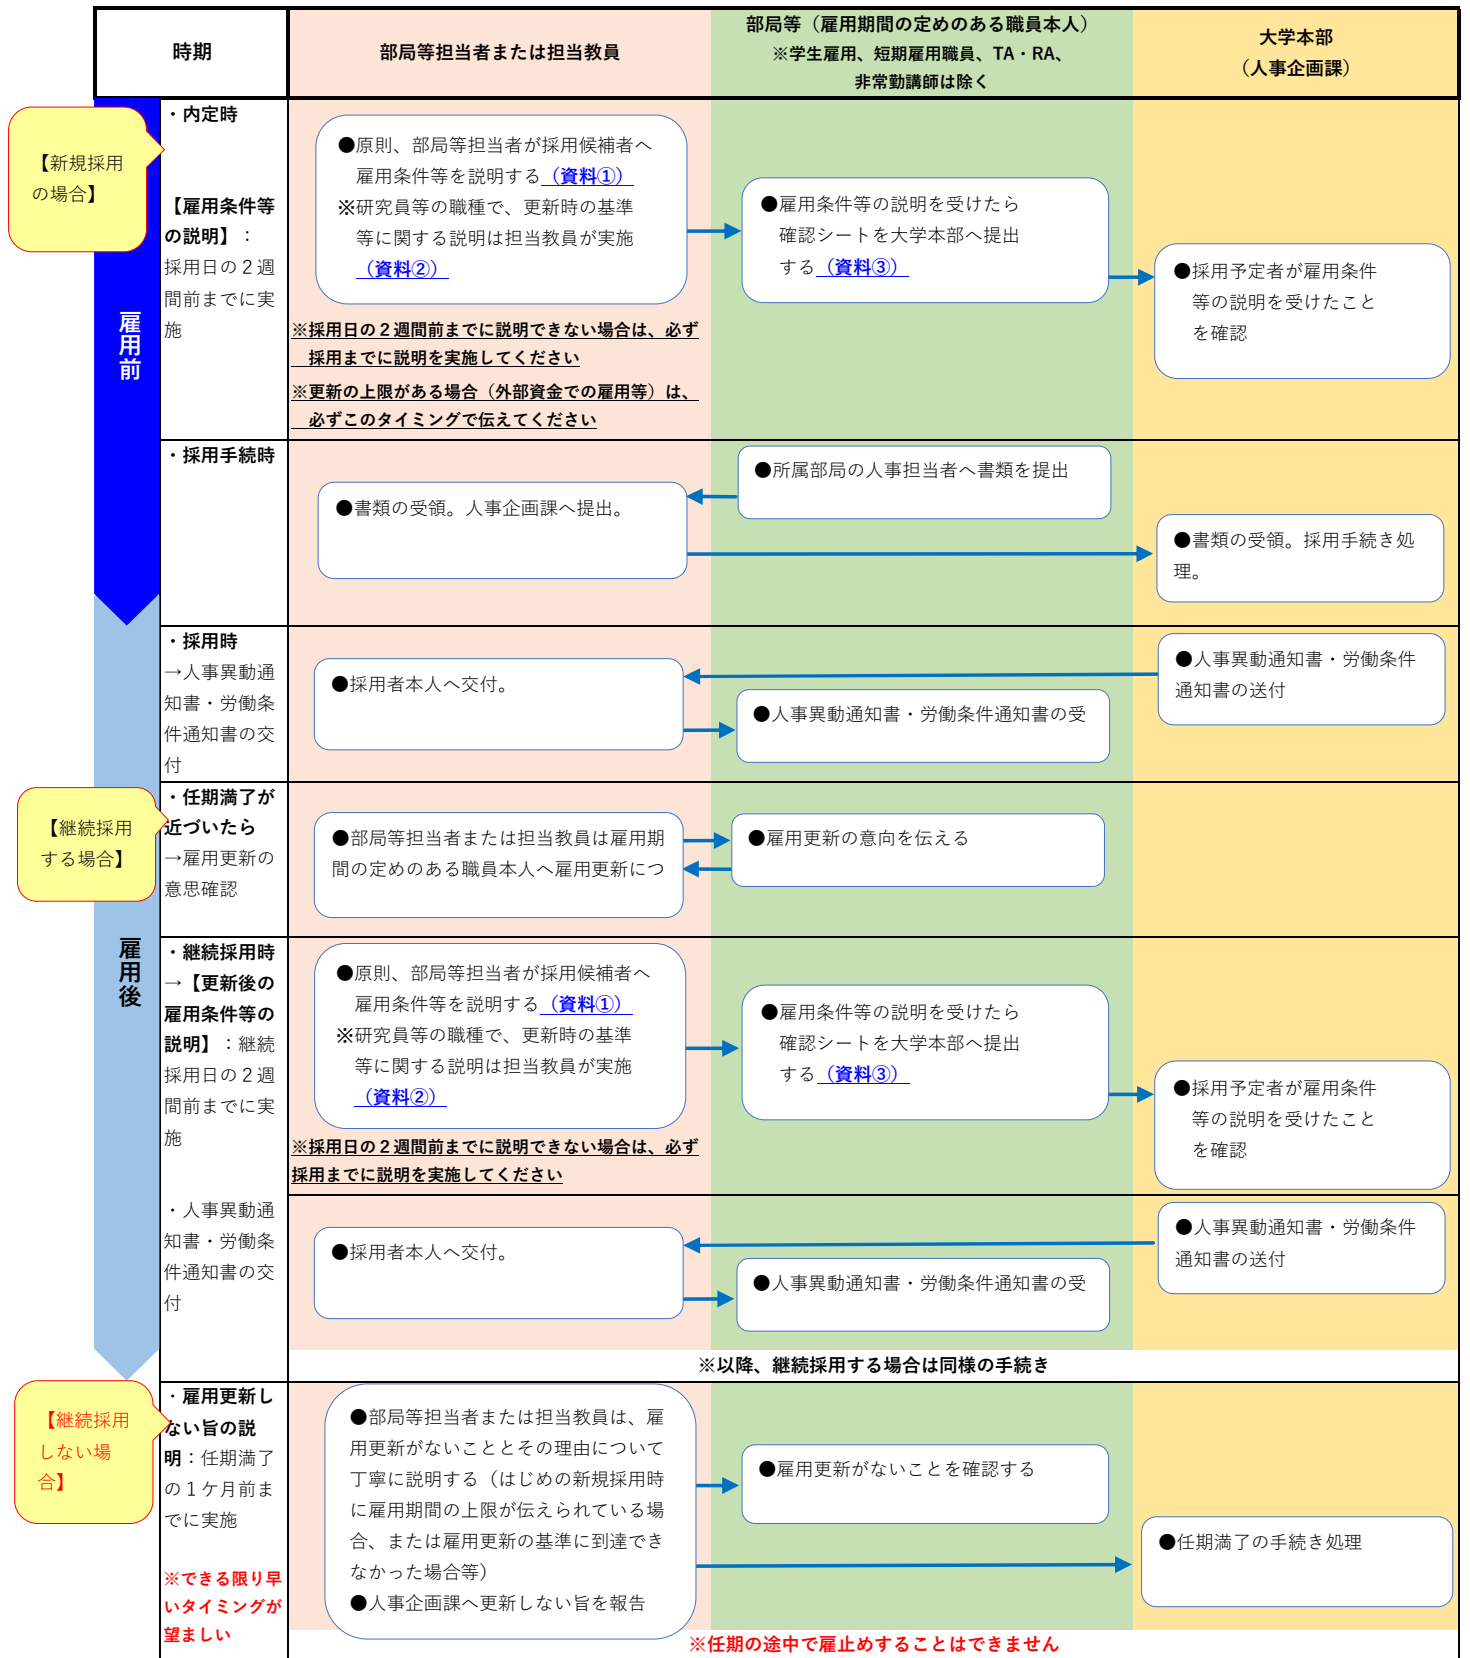 時期
部局等担当者または担当教員
部局等（雇用期間の定めのある職員本人）
※学生雇用、短期雇用職員、TA・RA、
非常勤講師は除く
大学本部
（人事企画課）
【新規採用
の場合】
雇用前
・内定時
【雇用条件等
の説明】：
採用日の２週
間前までに実
施
●原則、部局等担当者が採用候補者へ
雇用条件等を説明する（資料①）
※研究員等の職種で、更新時の基準
等に関する説明は担当教員が実施
（資料②）
※採用日の２週間前までに説明できない場合は、必ず
採用までに説明を実施してください
※更新の上限がある場合（外部資金での雇用等）は、
必ずこのタイミングで伝えてください
●雇用条件等の説明を受けたら
確認シートを大学本部へ提出
する（資料③）
●採用予定者が雇用条件
等の説明を受けたこと
を確認
・採用手続時
●所属部局の人事担当者へ書類を提出
●書類の受領。人事企画課へ提出。
●書類の受領。採用手続き処
理。
・採用時
→人事異動通
知書・労働条
件通知書の交
付
●人事異動通知書・労働条件
通知書の送付
●採用者本人へ交付。
●人事異動通知書・労働条件通知書の受
【継続採用
する場合】
雇用後
・任期満了が
近づいたら
→雇用更新の
意思確認
●部局等担当者または担当教員は雇用期
間の定めのある職員本人へ雇用更新につ
●雇用更新の意向を伝える
・継続採用時
→【更新後の
雇用条件等の
説明】：継続
採用日の２週
間前までに実
施
●原則、部局等担当者が採用候補者へ
雇用条件等を説明する（資料①）
※研究員等の職種で、更新時の基準
等に関する説明は担当教員が実施
（資料②）
※採用日の２週間前までに説明できない場合は、必ず
採用までに説明を実施してください
●雇用条件等の説明を受けたら
確認シートを大学本部へ提出
する（資料③）
●採用予定者が雇用条件
等の説明を受けたこと
を確認
・人事異動通
知書・労働条
件通知書の交
付
●人事異動通知書・労働条件
通知書の送付
●採用者本人へ交付。
●人事異動通知書・労働条件通知書の受
※以降、継続採用する場合は同様の手続き
【継続採用
しない場
合】
・雇用更新し
ない旨の説
明：任期満了
の１ケ月前ま
でに実施
※できる限り早
いタイミングが
望ましい
●部局等担当者または担当教員は、雇
用更新がないこととその理由について
丁寧に説明する（はじめの新規採用時
に雇用期間の上限が伝えられている場
合、または雇用更新の基準に到達でき
なかった場合等）
●人事企画課へ更新しない旨を報告
●雇用更新がないことを確認する
●任期満了の手続き処理
※任期の途中で雇止めすることはできません